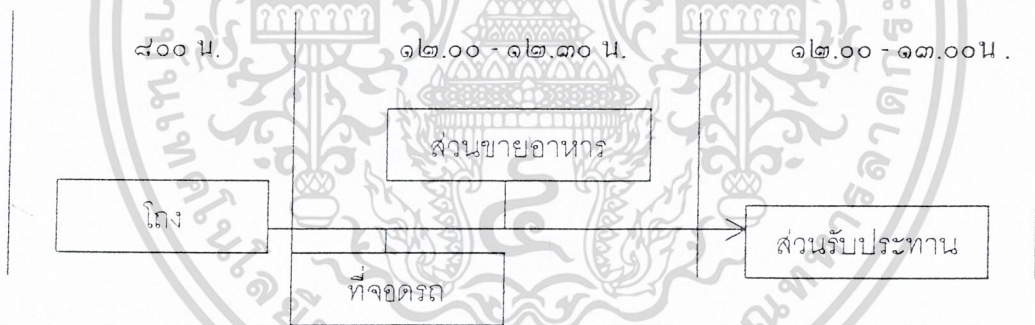 ๘๐๐ น. ๑๒.๐๐ - ๑๒.๓๐ น. ๑๒.๐๐ - ๑๓.๐๐น.
ส่วนขายอาหาร
โถง
ส่วนรับประทาน
ที่จอดรถ